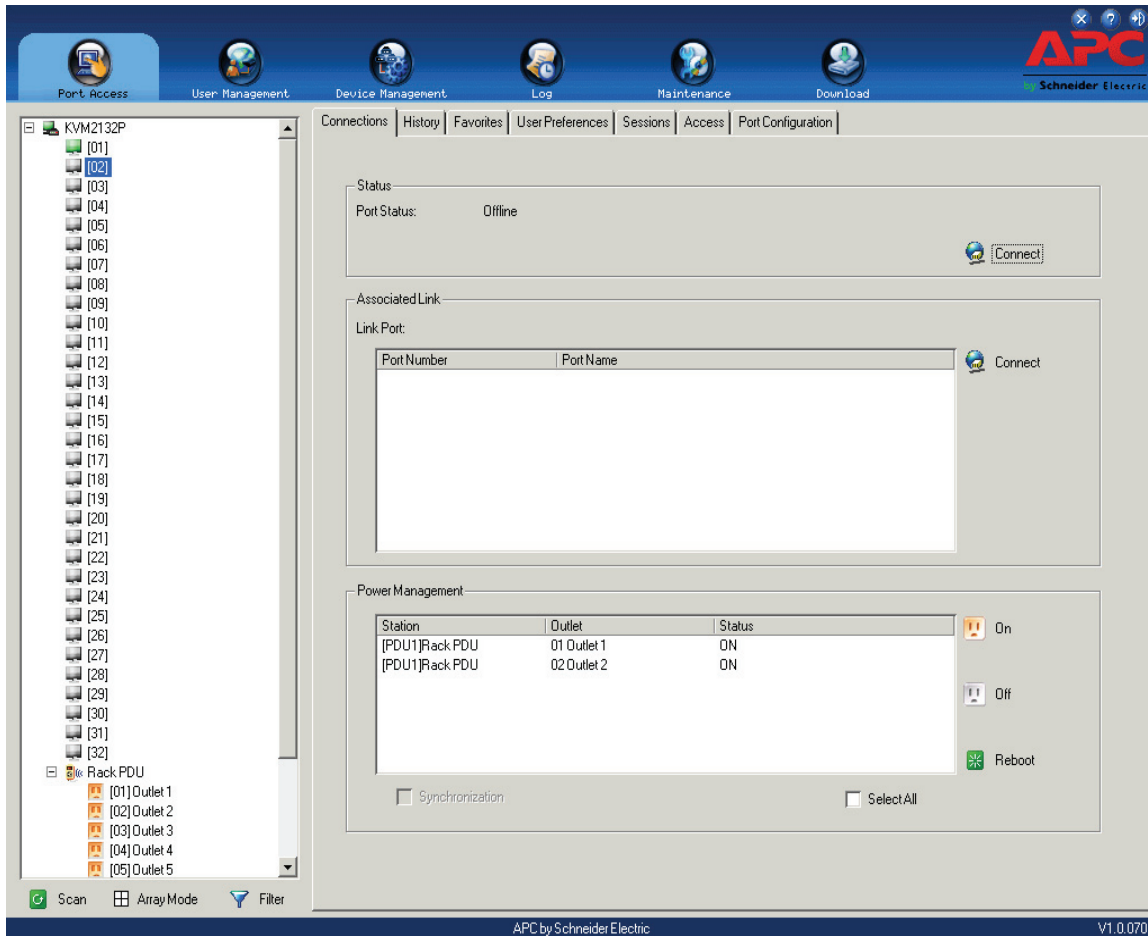 APC
by Schneider Electric
Port Access
User Management
Device Management
Log
Maintenance
Download
KVM2132P
[01]
[02]
[03]
[04]
[05]
[06]
[07]
[08]
[09]
[10]
[11]
[12]
[13]
[14]
[15]
[16]
[17]
[18]
[19]
[20]
[21]
[22]
[23]
[24]
[25]
[26]
[27]
[28]
[29]
[30]
[31]
[32]
Rack PDU
[01] Outlet 1
[02] Outlet 2
[03] Outlet 3
[04] Outlet 4
[05] Outlet 5
Scan
Array Mode
Filter
Connections
History
Favorites
User Preferences
Sessions
Access
Port Configuration
Status
Port Status: Offline
Connect
Associated Link
Link Port:
Port Number Port Name
Connect
Power Management
Station Outlet Status
[PDU1]Rack PDU 01 Outlet 1 ON
[PDU1]Rack PDU 02 Outlet 2 ON
On
Off
Reboot
Synchronization
Select All
APC by Schneider Electric
V1.0.070